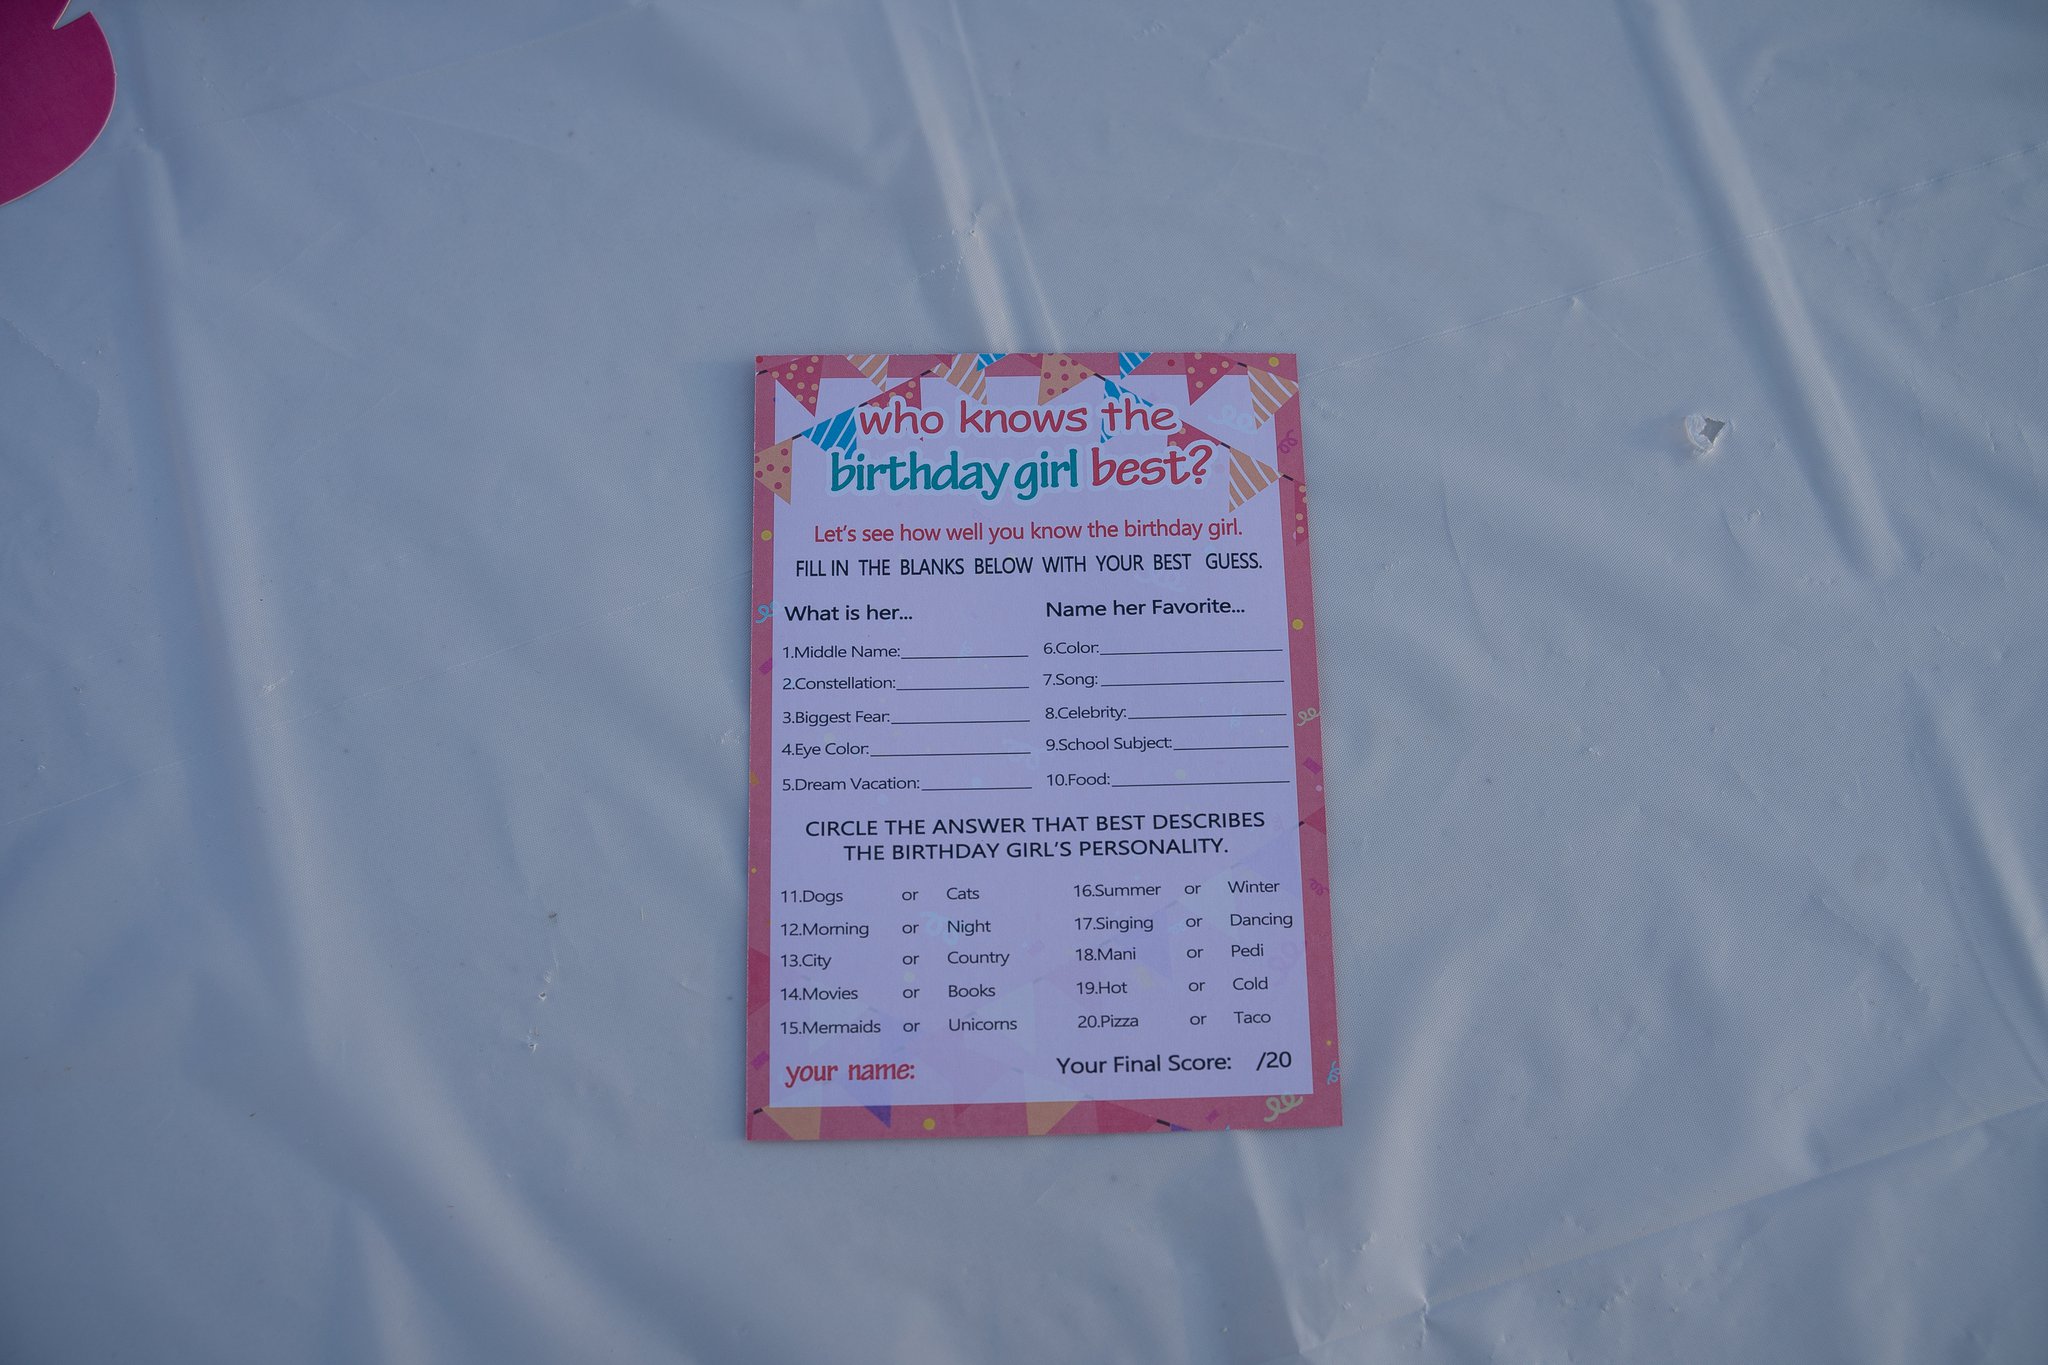 who knows the
birthday girl best?
Let's see how well you know the birthday girl.
FILL IN THE BLANKS BELOW WITH YOUR BEST GUESS.
What is her...
1.Middle Name:
2.Constellation:
3.Biggest Fear:
4.Eye Color:
5.Dream Vacation:
Name her Favorite...
6.Color:
7.Song:
8.Celebrity:
9.School Subject:
10.Food:
CIRCLE THE ANSWER THAT BEST DESCRIBES
THE BIRTHDAY GIRL'S PERSONALITY.
11.Dogs or Cats
12.Morning or Night
13.City or Country
14.Movies or Books
15.Mermaids or Unicorns
16.Summer or Winter
17.Singing or Dancing
18.Mani or Pedi
19.Hot or Cold
20.Pizza or Taco
your name:
Your Final Score: /20